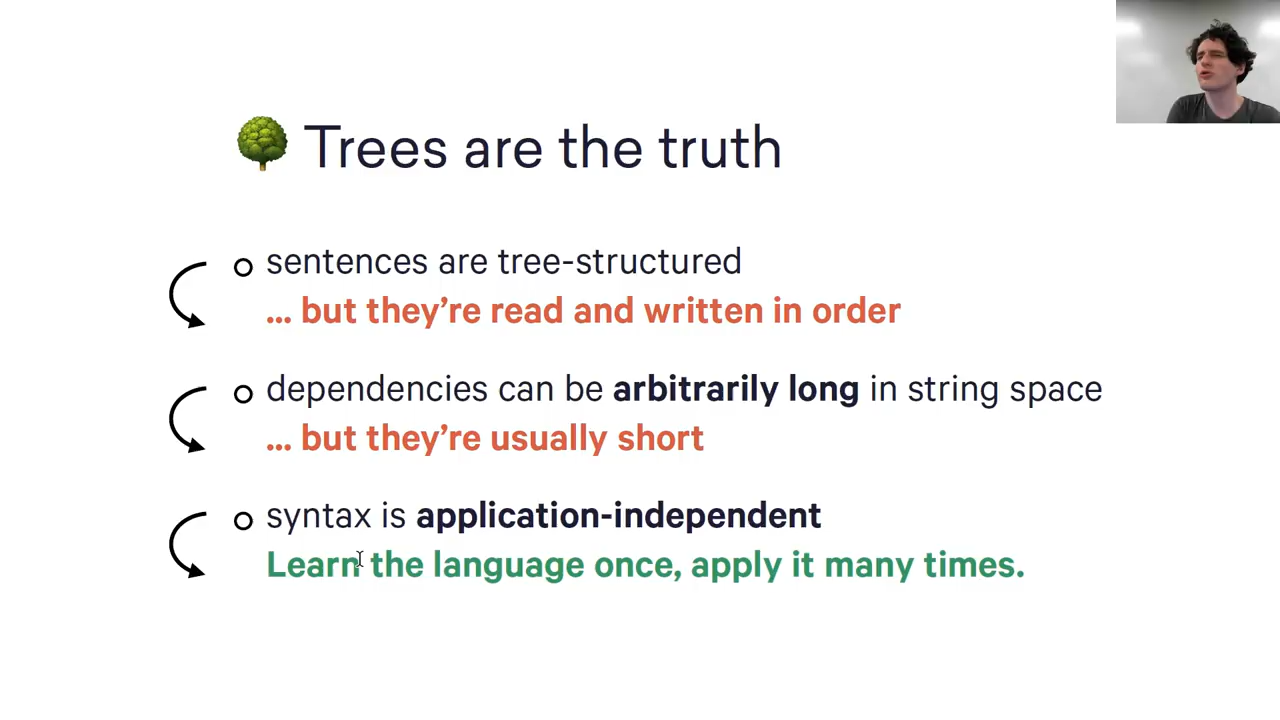 Trees are the truth
sentences are tree-structured
... but they’re read and written in order
dependencies can be arbitrarily long in string space
... but they’re usually short
syntax is application-independent
Learn the language once, apply it many times.